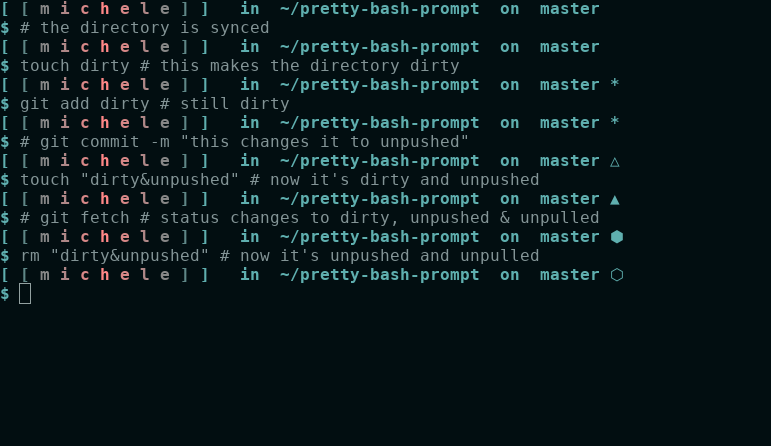 [ [ m i c h e l e ] ]   in  ~/pretty-bash-prompt  on  master
$ # the directory is synced
[ [ m i c h e l e ] ]   in  ~/pretty-bash-prompt  on  master
$ touch dirty # this makes the directory dirty
[ [ m i c h e l e ] ]   in  ~/pretty-bash-prompt  on  master *
$ git add dirty # still dirty
[ [ m i c h e l e ] ]   in  ~/pretty-bash-prompt  on  master *
$ # git commit -m "this changes it to unpushed"
[ [ m i c h e l e ] ]   in  ~/pretty-bash-prompt  on  master △
$ touch "dirty&unpushed" # now it's dirty and unpushed
[ [ m i c h e l e ] ]   in  ~/pretty-bash-prompt  on  master ▲
$ # git fetch # status changes to dirty, unpushed & unpulled
[ [ m i c h e l e ] ]   in  ~/pretty-bash-prompt  on  master ⬢
$ rm "dirty&unpushed" # now it's unpushed and unpulled
[ [ m i c h e l e ] ]   in  ~/pretty-bash-prompt  on  master ⬡
$